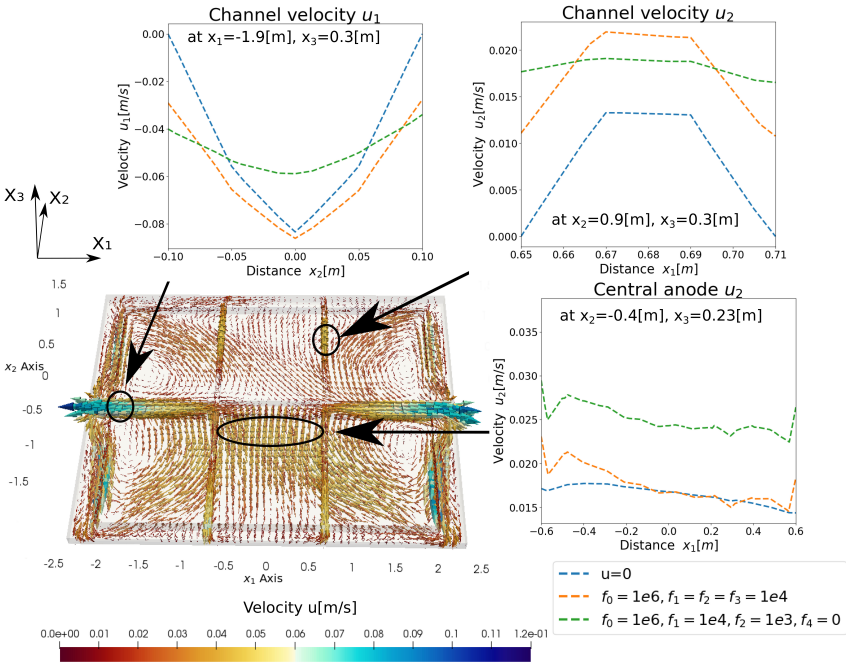 Channel velocity u₁
at x₁=-1.9[m], x₃=0.3[m]
Velocity u₁[m/s]
0.00
−0.02
−0.04
−0.06
−0.08
−0.10
−0.05
0.00
0.05
0.10
Distance x₂[m]
Channel velocity u₂
Velocity u₂[m/s]
0.020
0.015
0.010
0.005
0.000
at x₂=0.9[m], x₃=0.3[m]
0.65
0.66
0.67
0.68
0.69
0.70
0.71
Distance x₁[m]
X₃
X₂
X₁
1.5
1
0.5
x₂ Axis
0
-0.5
-1
-1.5
-2.5
-2
-1.5
-1
-0.5
0
0.5
1
1.5
2
2.5
x₁ Axis
Central anode u₂
at x₂=-0.4[m], x₃=0.23[m]
Velocity u₂[m/s]
0.035
0.030
0.025
0.020
0.015
−0.6
−0.4
−0.2
0.0
0.2
0.4
0.6
Distance x₁[m]
u=0
f₀ = 1e6, f₁ = f₂ = f₃ = 1e4
f₀ = 1e6, f₁ = 1e4, f₂ = 1e3, f₄ = 0
Velocity u[m/s]
0.0e+00
0.01
0.02
0.03
0.04
0.05
0.06
0.07
0.08
0.09
0.1
0.11
1.2e-01